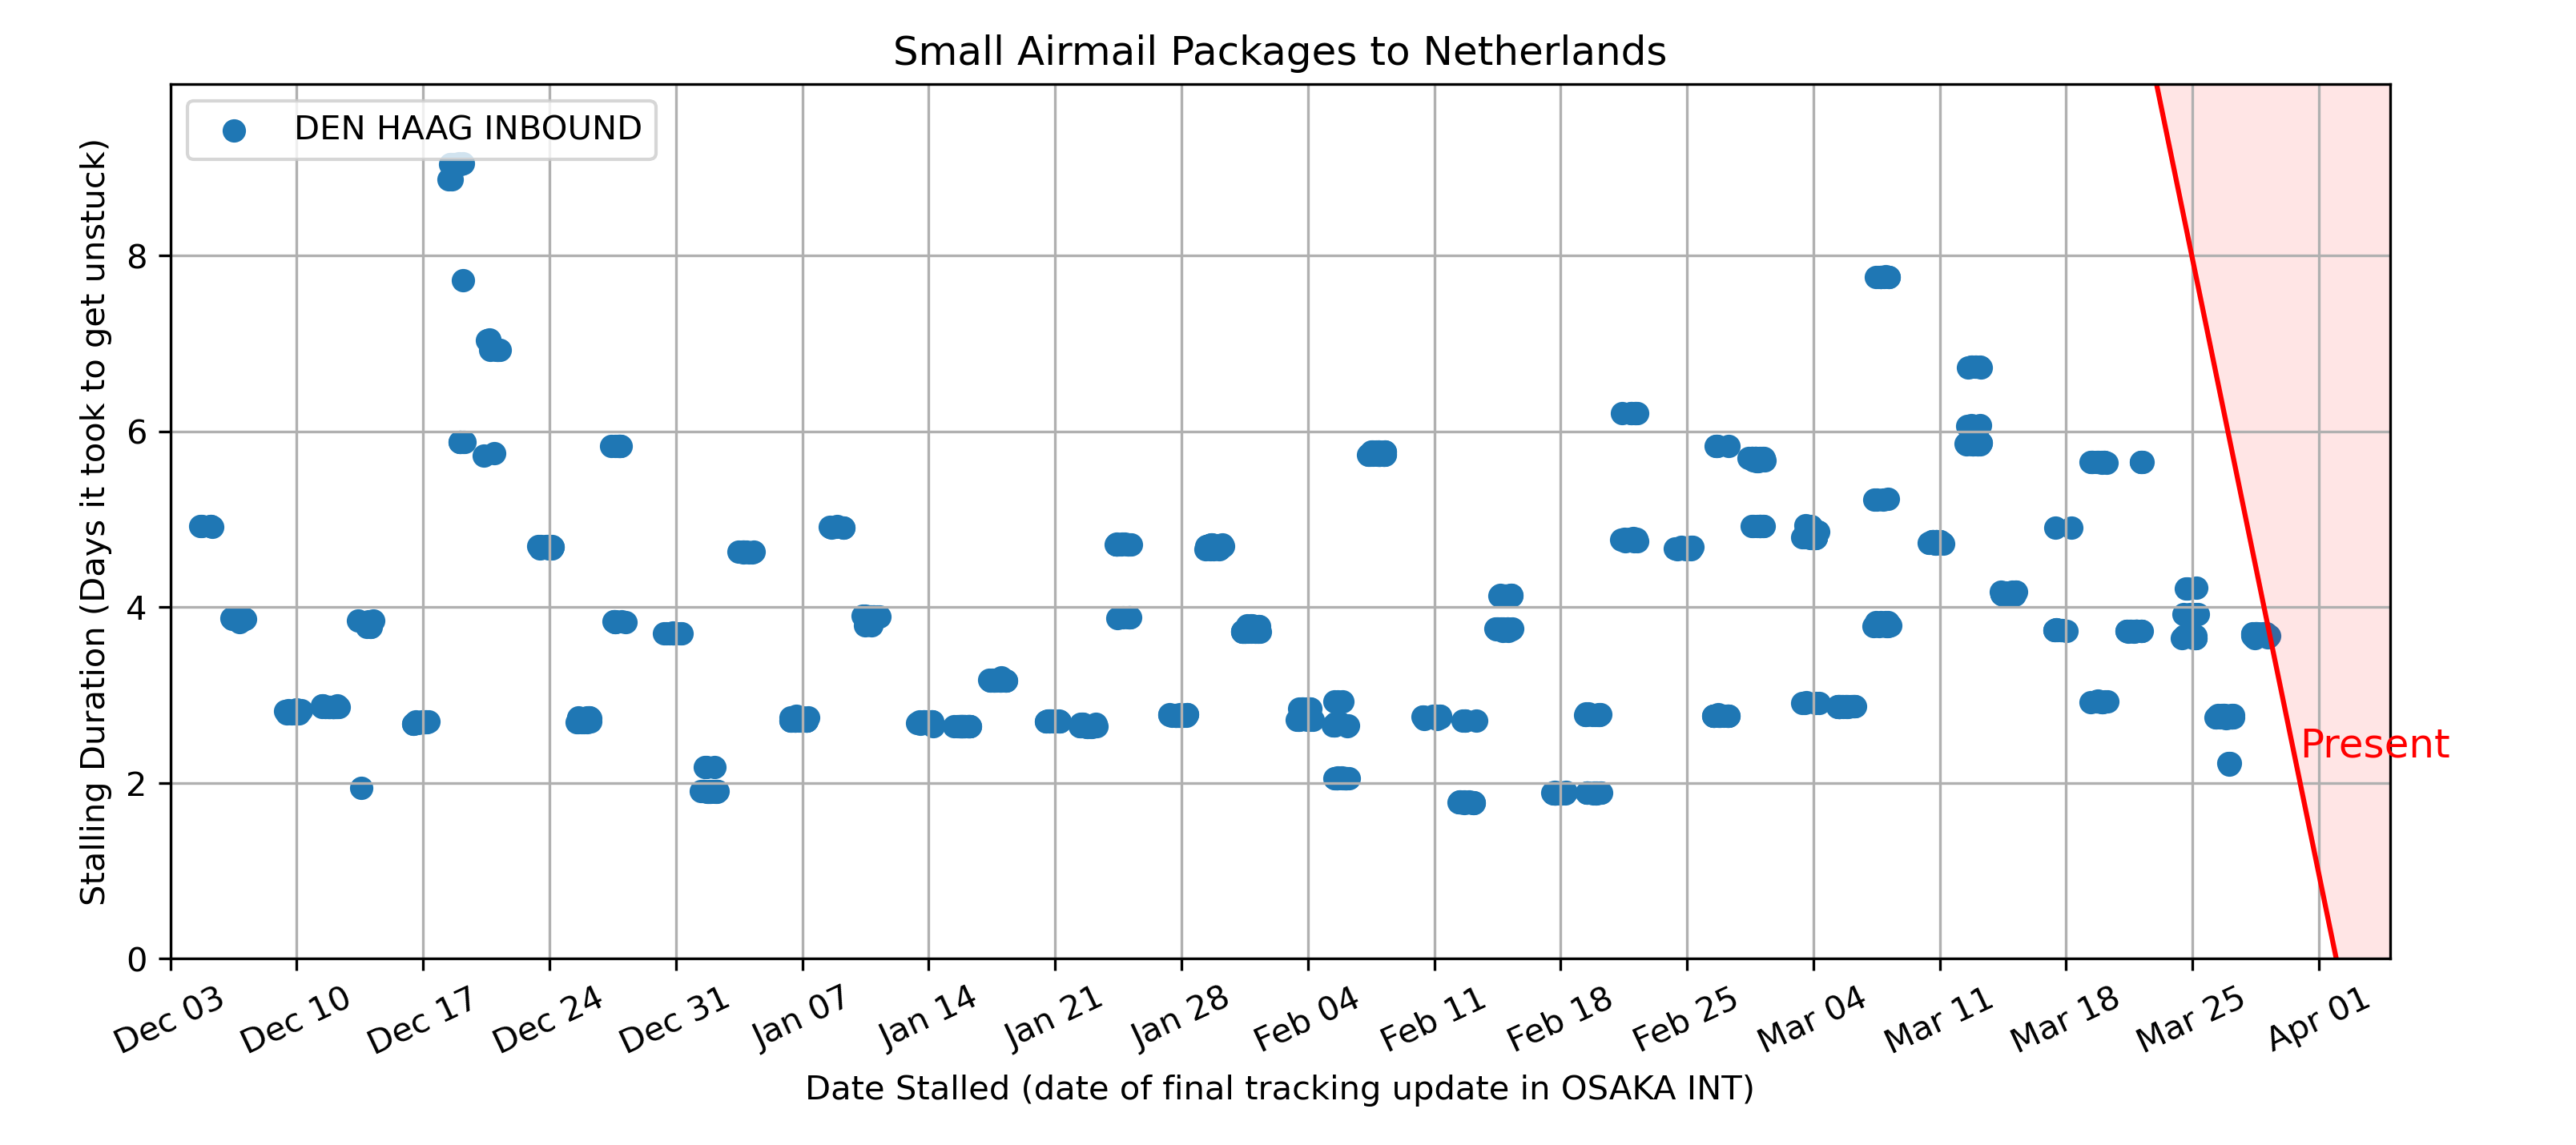 Small Airmail Packages to Netherlands
DEN HAAG INBOUND
Stalling Duration (Days it took to get unstuck)
8
6
4
2
0
Present
Dec 03
Dec 10
Dec 17
Dec 24
Dec 31
Jan 07
Jan 14
Jan 21
Jan 28
Feb 04
Feb 11
Feb 18
Feb 25
Mar 04
Mar 11
Mar 18
Mar 25
Apr 01
Date Stalled (date of final tracking update in OSAKA INT)